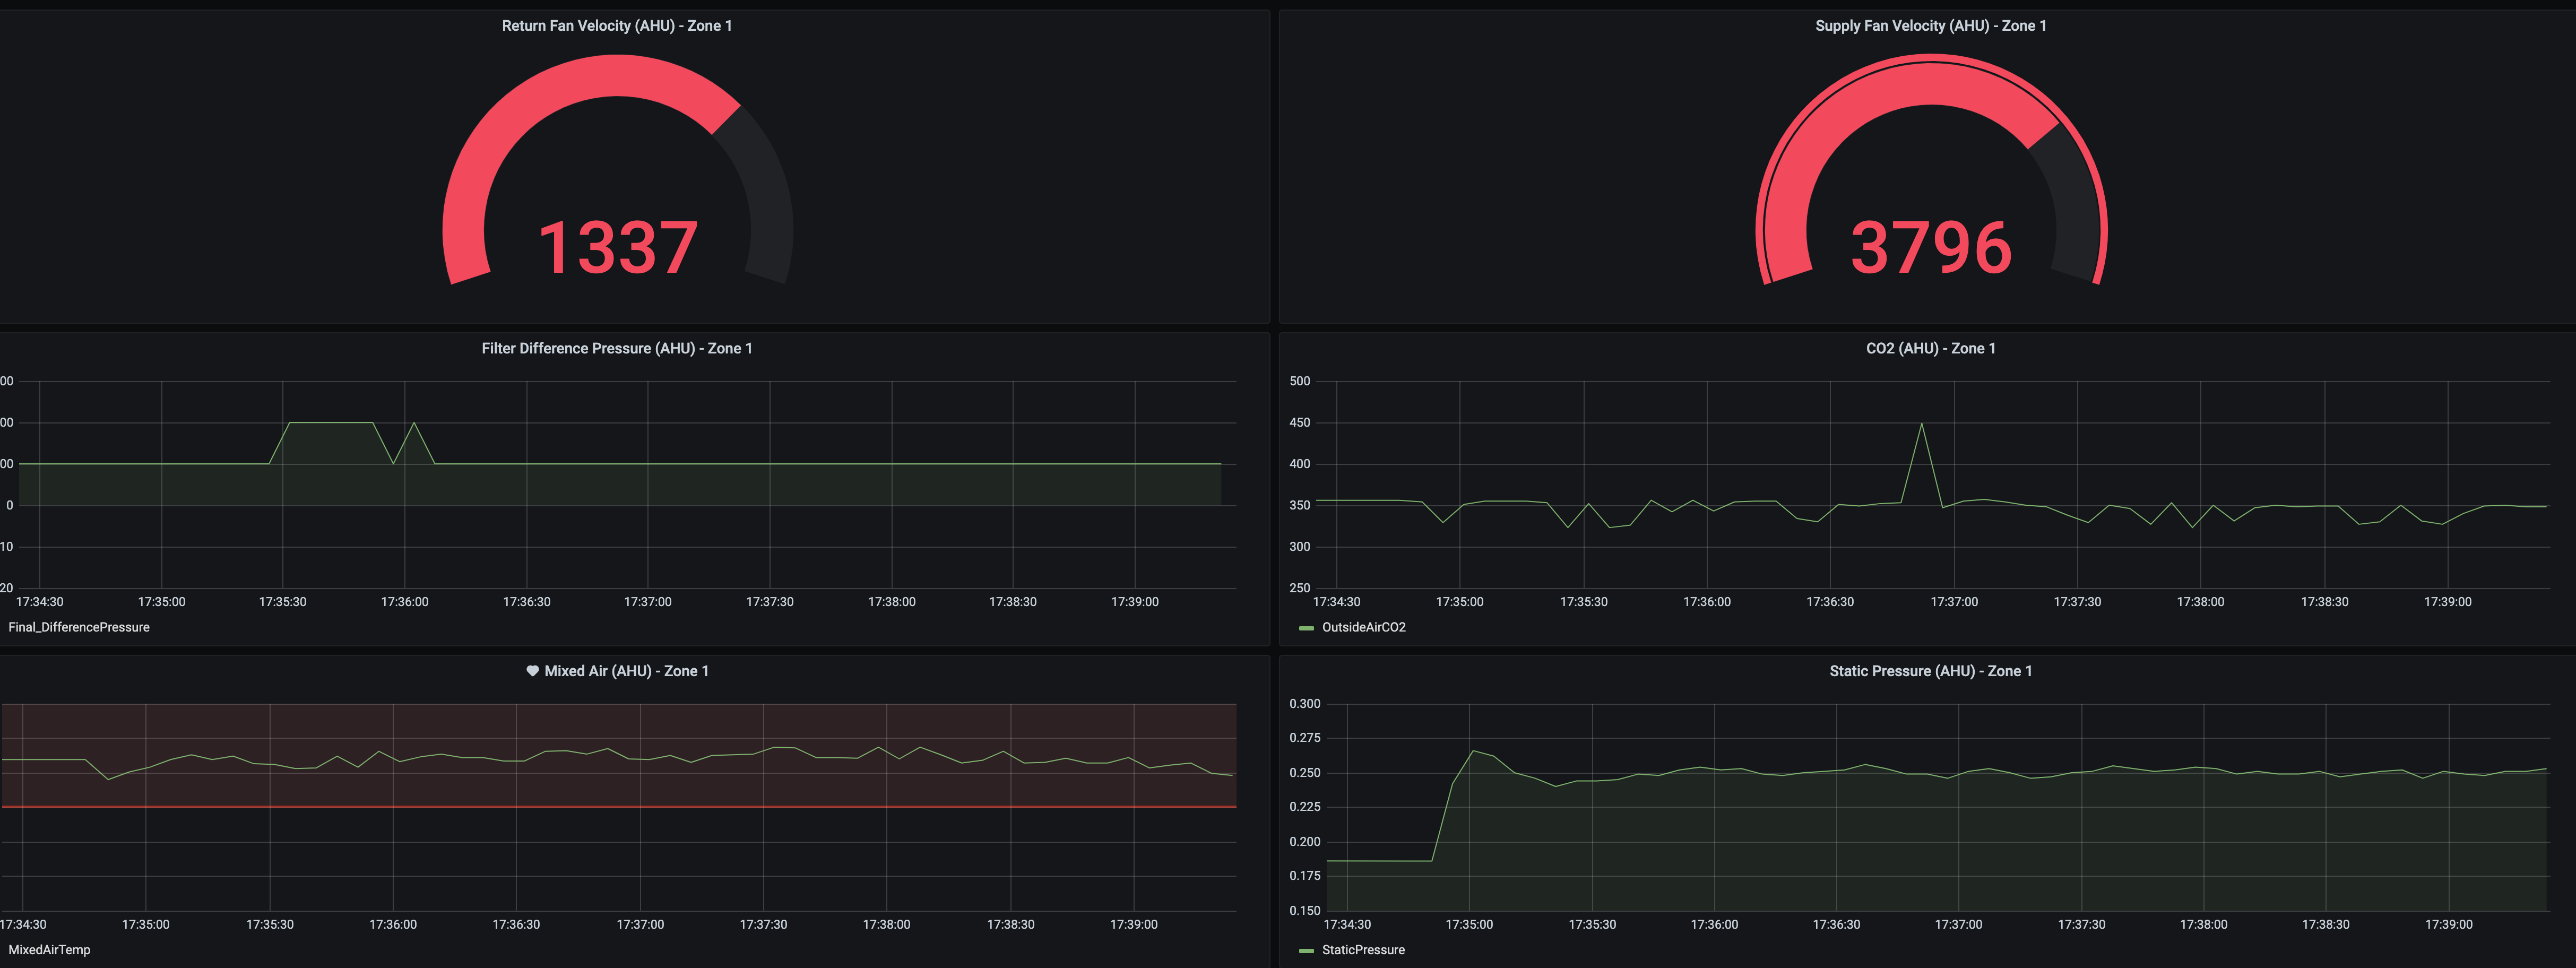 Return Fan Velocity (AHU) - Zone 1
1337
Supply Fan Velocity (AHU) - Zone 1
3796
Filter Difference Pressure (AHU) - Zone 1
00
00
00
0
10
20
17:34:30 17:35:00 17:35:30 17:36:00 17:36:30 17:37:00 17:37:30 17:38:00 17:38:30 17:39:00
Final_DifferencePressure
CO2 (AHU) - Zone 1
500
450
400
350
300
250
17:34:30 17:35:00 17:35:30 17:36:00 17:36:30 17:37:00 17:37:30 17:38:00 17:38:30 17:39:00
OutsideAirCO2
Mixed Air (AHU) - Zone 1
17:34:30 17:35:00 17:35:30 17:36:00 17:36:30 17:37:00 17:37:30 17:38:00 17:38:30 17:39:00
MixedAirTemp
Static Pressure (AHU) - Zone 1
0.300
0.275
0.250
0.225
0.200
0.175
0.150
17:34:30 17:35:00 17:35:30 17:36:00 17:36:30 17:37:00 17:37:30 17:38:00 17:38:30 17:39:00
StaticPressure